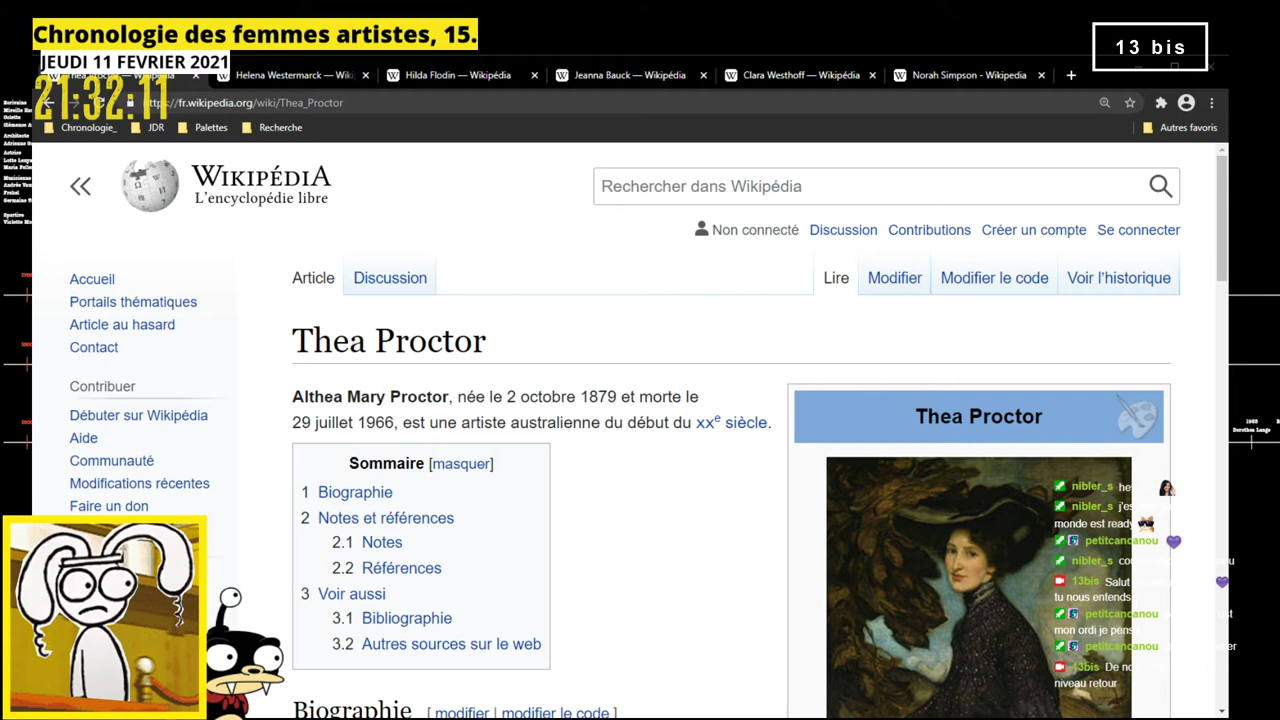 Chronologie des femmes artistes, 15.
13 bis
JEUDI 11 FEVRIER 2021
21:32:11
Helena Westermarck — Wiki
Hilda Flodin — Wikipédia
Jeanna Bauck — Wikipédia
Clara Westhoff — Wikipédia
Norah Simpson - Wikipedia
https://fr.wikipedia.org/wiki/Thea_Proctor
Chronologie_
JDR
Palettes
Recherche
Autres favoris
WIKIPÉDIA
L'encyclopédie libre
Rechercher dans Wikipédia
Non connecté
Discussion
Contributions
Créer un compte
Se connecter
Accueil
Portails thématiques
Article au hasard
Contact
Contribuer
Débuter sur Wikipédia
Aide
Communauté
Modifications récentes
Faire un don
Article
Discussion
Lire
Modifier
Modifier le code
Voir l'historique
Thea Proctor
Althea Mary Proctor, née le 2 octobre 1879 et morte le
29 juillet 1966, est une artiste australienne du début du xxe siècle.
Sommaire [masquer]
1 Biographie
2 Notes et références
2.1 Notes
2.2 Références
3 Voir aussi
3.1 Bibliographie
3.2 Autres sources sur le web
Biographie [ modifier | modifier le code ]
Thea Proctor
nibler_s
nibler_s
monde est ready
petitcancanou
nibler_s
13bis Salut
tu nous entends
petitcancanou
mon ordi je pens
petitcancanou
13bis De no
niveau retour
Dorothea Lange